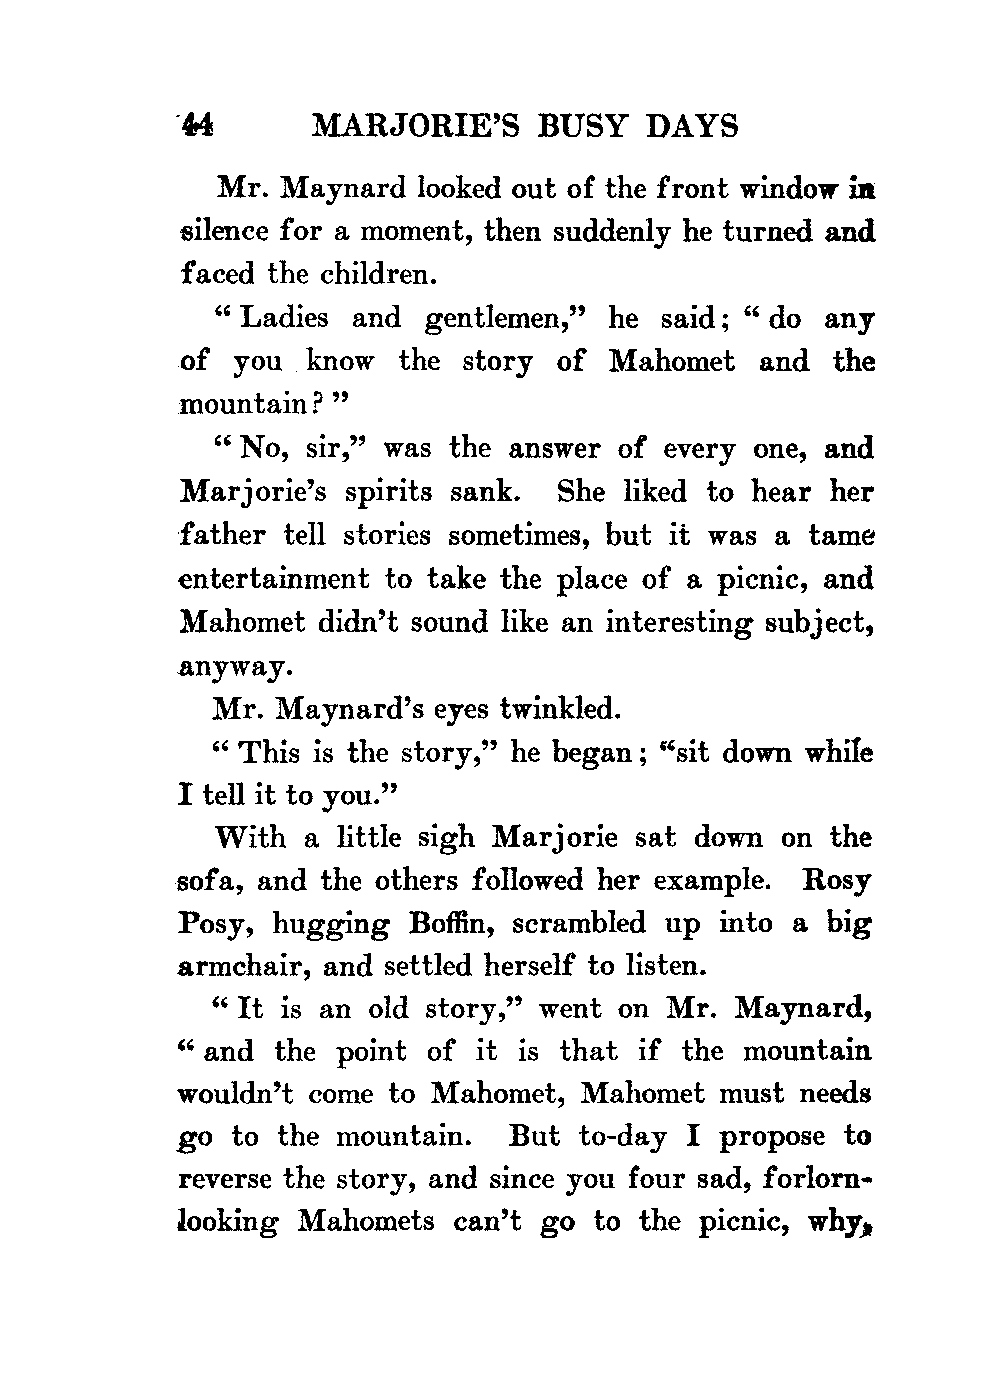 44 MARJORIE'S BUSY DAYS
Mr. Maynard looked out of the front window in
silence for a moment, then suddenly he turned and
faced the children.
“ Ladies and gentlemen,” he said; “ do any
of you know the story of Mahomet and the
mountain? ”
“ No, sir,” was the answer of every one, and
Marjorie's spirits sank. She liked to hear her
father tell stories sometimes, but it was a tame
entertainment to take the place of a picnic, and
Mahomet didn't sound like an interesting subject,
anyway.
Mr. Maynard's eyes twinkled.
“ This is the story,” he began; “sit down while
I tell it to you.”
With a little sigh Marjorie sat down on the
sofa, and the others followed her example. Rosy
Posy, hugging Boffin, scrambled up into a big
armchair, and settled herself to listen.
“ It is an old story,” went on Mr. Maynard,
“ and the point of it is that if the mountain
wouldn't come to Mahomet, Mahomet must needs
go to the mountain. But to-day I propose to
reverse the story, and since you four sad, forlorn-
looking Mahomets can't go to the picnic, why,